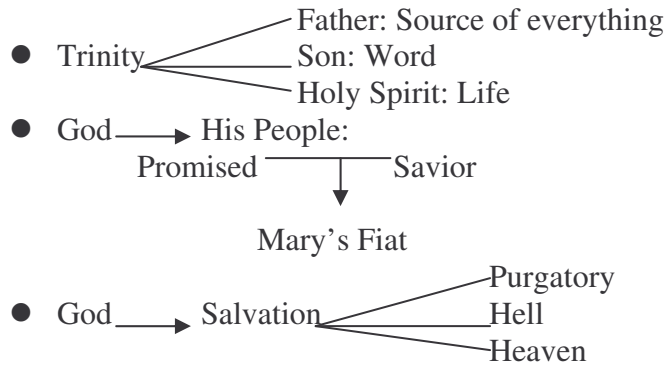 Father: Source of everything
● Trinity Son: Word
Holy Spirit: Life
● God His People:
Promised Savior
Mary’s Fiat
Purgatory
● God Salvation Hell
Heaven